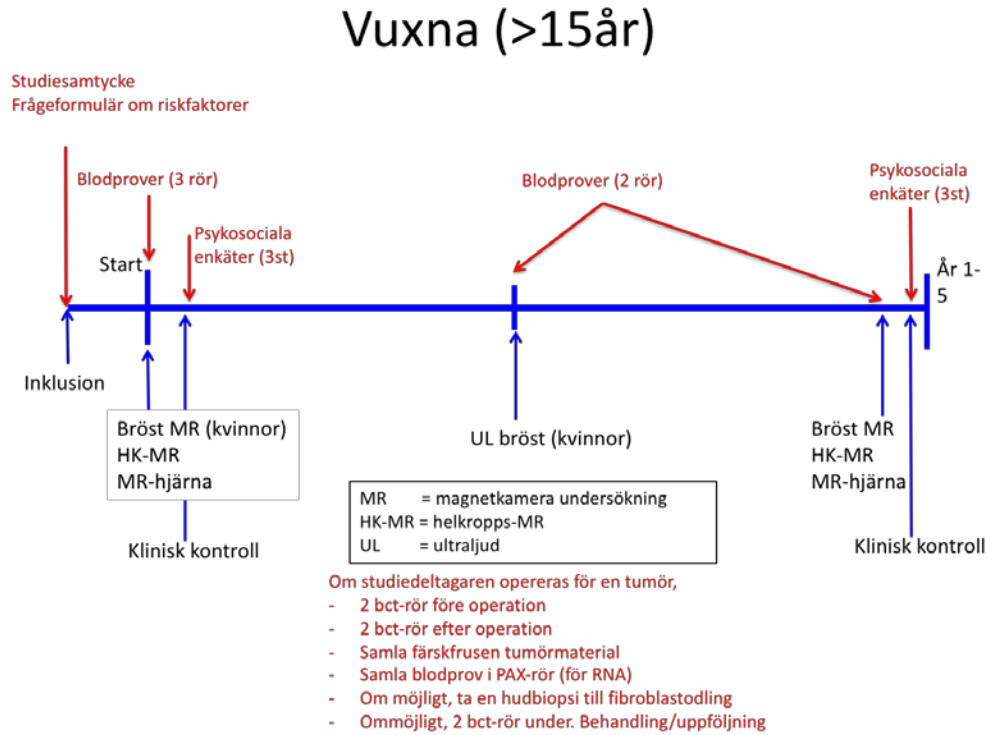 Vuxna (>15år)
Studiesamtycke
Frågeformulär om riskfaktorer
Blodprover (3 rör)
Psykosociala
enkäter (3st)
Start
Blodprover (2 rör)
Psykosociala
enkäter (3st)
År 1-
5
Inklusion
Bröst MR (kvinnor)
HK-MR
MR-hjärna
Klinisk kontroll
UL bröst (kvinnor)
Bröst MR
HK-MR
MR-hjärna
Klinisk kontroll
MR = magnetkamera undersökning
HK-MR = helkropps-MR
UL = ultraljud
Om studiedeltagaren opereras för en tumör,
- 2 bct-rör före operation
- 2 bct-rör efter operation
- Samla färskfrusen tumörmaterial
- Samla blodprov i PAX-rör (för RNA)
- Om möjligt, ta en hudbiopsi till fibroblastodling
- Ommöjligt, 2 bct-rör under. Behandling/uppföljning